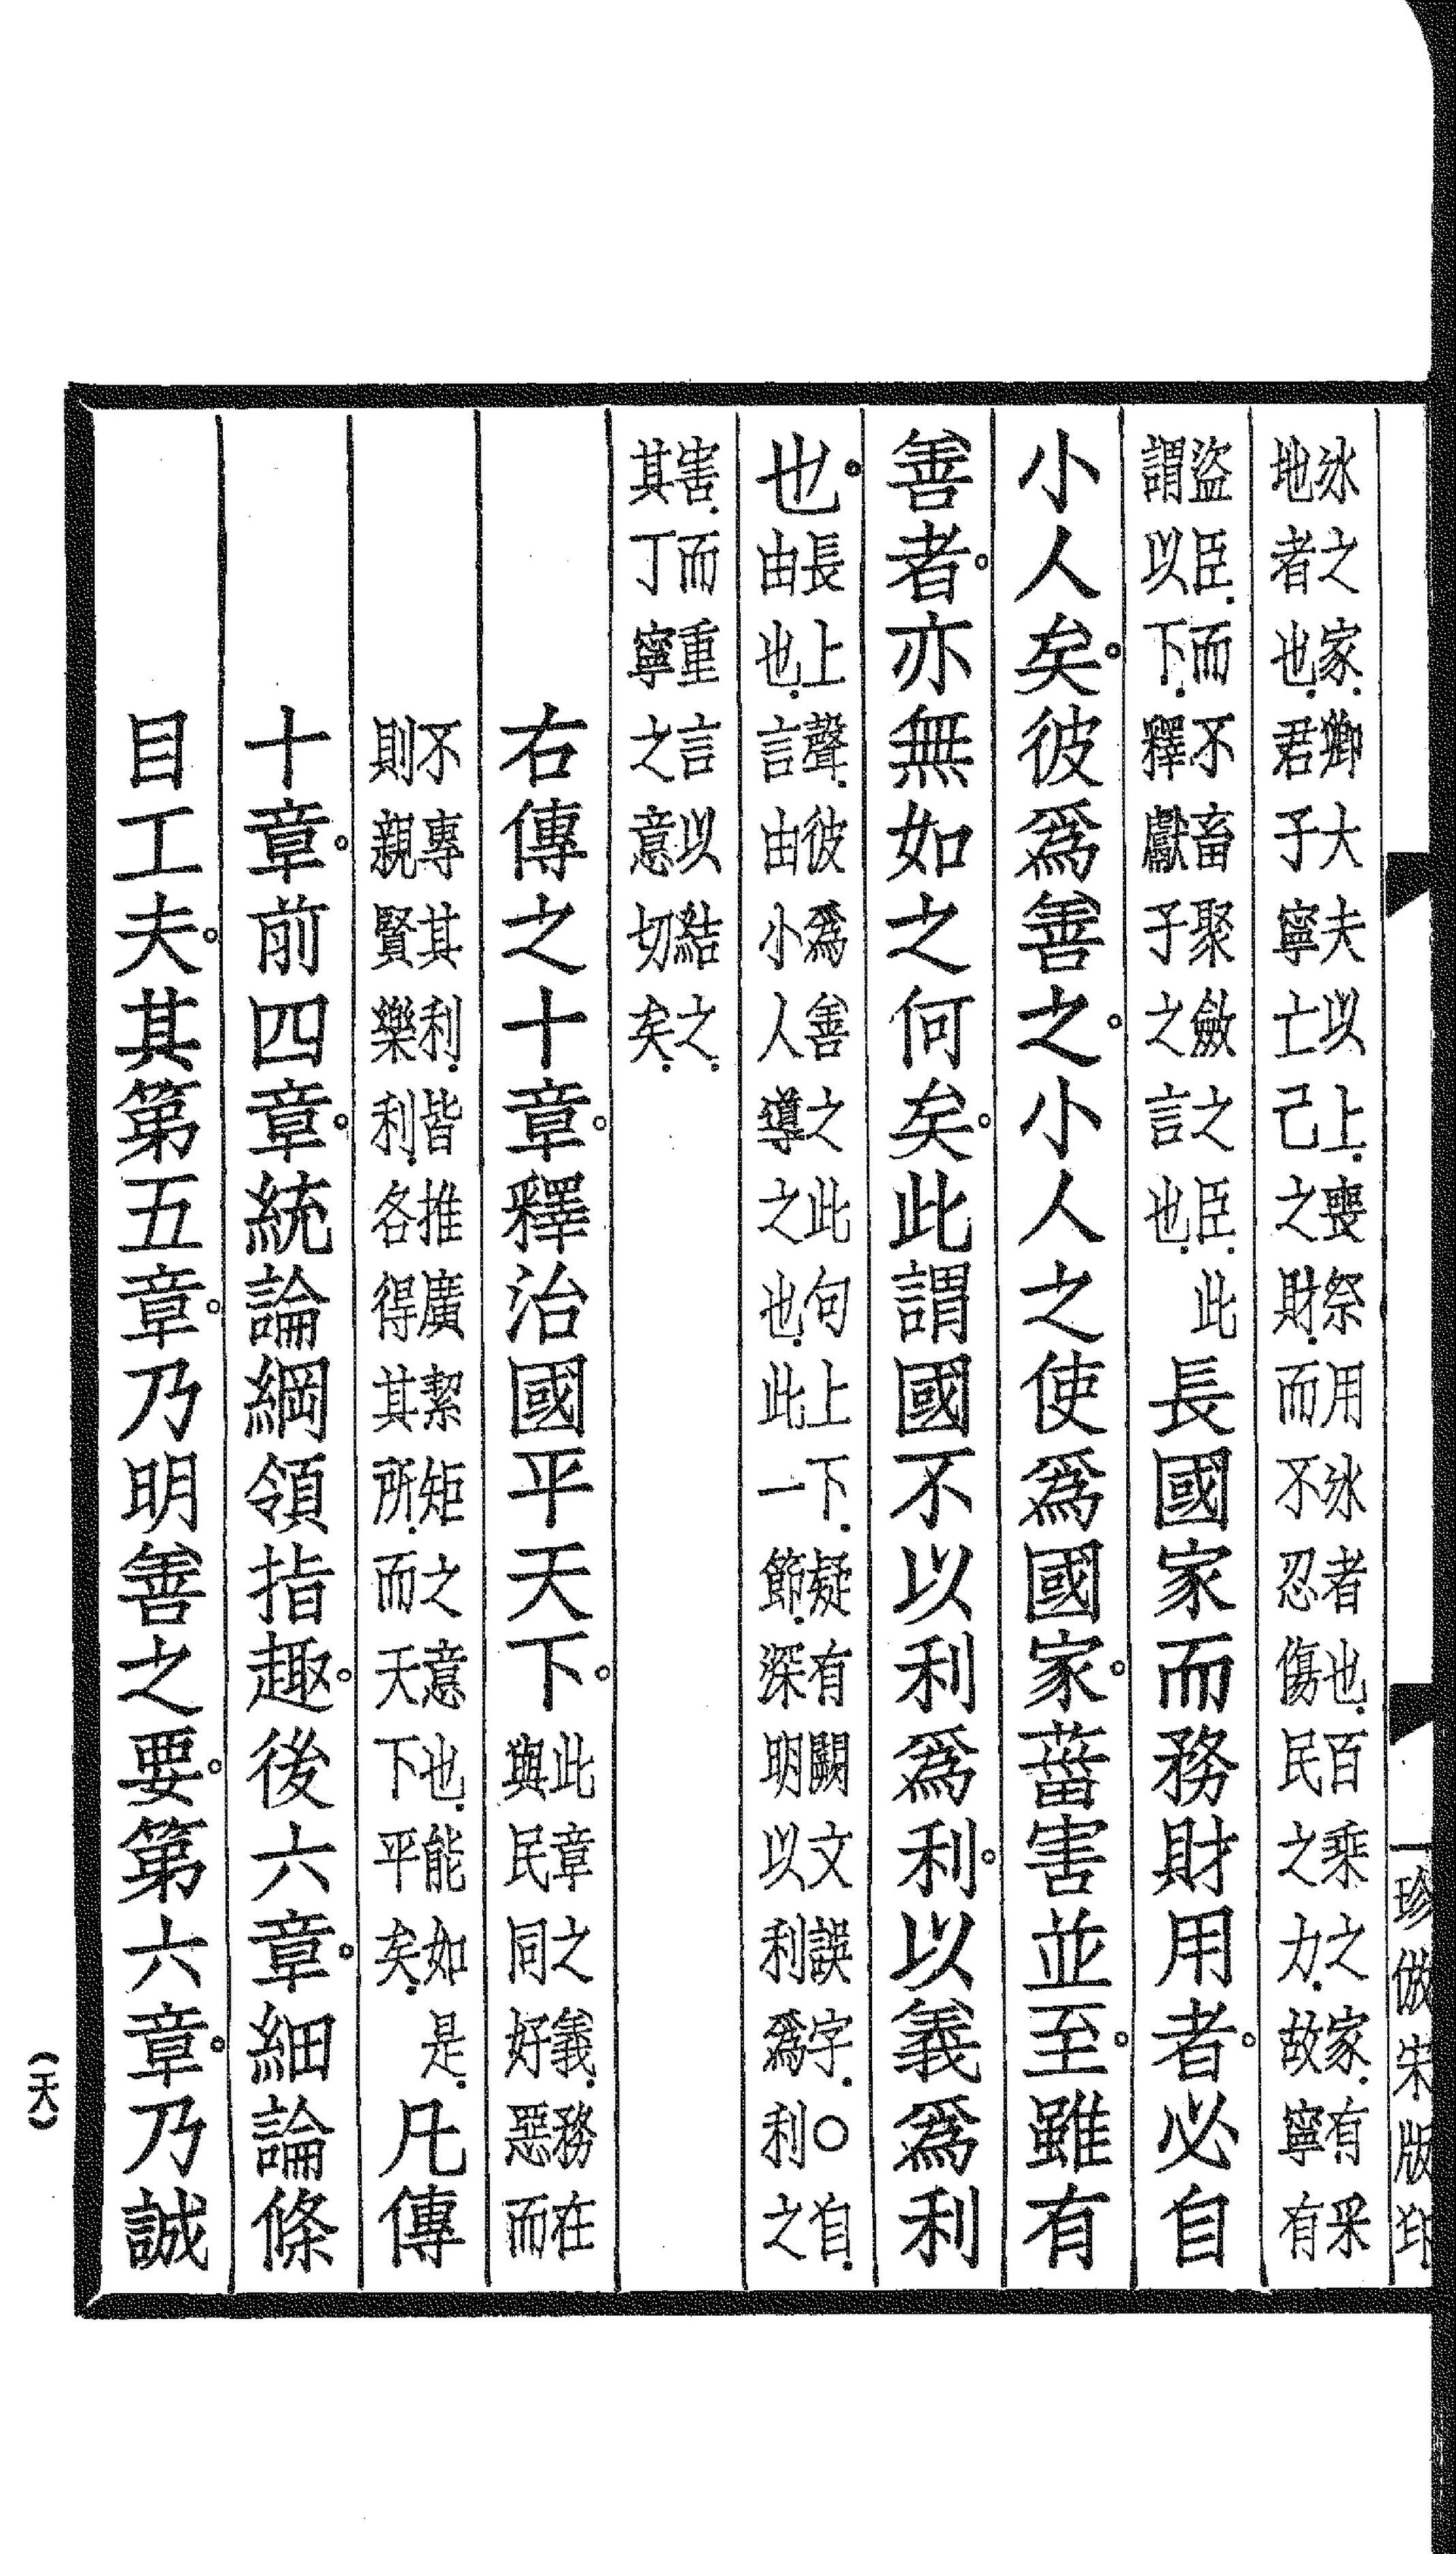 冰之家.卿大夫以上.喪祭用冰者也.百乘之家.有采
地者也.君子寧亡己之財.而不忍傷民之力.故寧有
盜臣.而不畜聚斂之臣.此
謂以下.釋獻子之言也.
長國家而務財用者。必自
小人矣。彼爲善之。小人之使爲國家。菑害並至。雖有
善者。亦無如之何矣。此謂國不以利爲利。以義爲利
也。
長上聲.彼爲善之此句上下.疑有闕文誤字.○自.
由也.言由小人導之也.此一節.深明以利爲利之
害.而重言以結之.
其丁寧之意切矣.
右傳之十章。釋治國平天下。
此章之義.務在
與民同好惡而
不專其利.皆推廣絜矩之意也.能如是.
則親賢樂利.各得其所.而天下平矣.
凡傳
十章。前四章。統論綱領指趣。後六章。細論條
目工夫。其第五章。乃明善之要。第六章。乃誠
珍倣宋版印
(大)